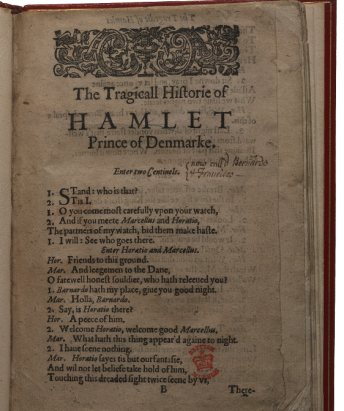 The Tragicall Historie of
HAMLET
Prince of Denmarke.
Enter two Centinels.
now call'd Bernardo
& Francisco
1. STand: who is that?
2. Tis I.
1. O you come most carefully vpon your watch,
2. And if you meete Marcellus and Horatio,
The partners of my watch, bid them make haste.
1. I will: See who goes there.
Enter Horatio and Marcellus.
Hor. Friends to this ground.
Mar. And leegemen to the Dane,
O farewell honest souldier, who hath releeued you?
1. Barnardo hath my place, giue you good night.
Mar. Holla, Barnardo.
2. Say, is Horatio there?
Hor. A peece of him.
2. Welcome Horatio, welcome good Marcellus,
Mar. What hath this thing appear'd againe to night.
2. I haue seene nothing.
Mar. Horatio sayes tis but our fantasie,
And wil not let beliefe take hold of him,
Touching this dreaded sight twice seene by vs,
B There-